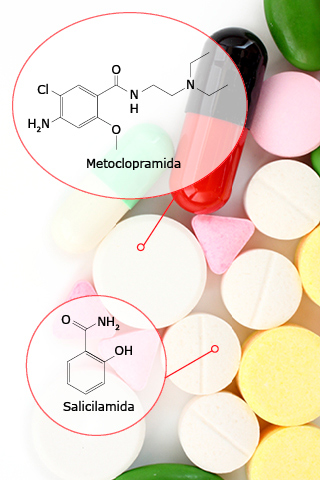 Cl
O
N
H
N
H₂N
O
Metoclopramida
O
NH₂
OH
Salicilamida